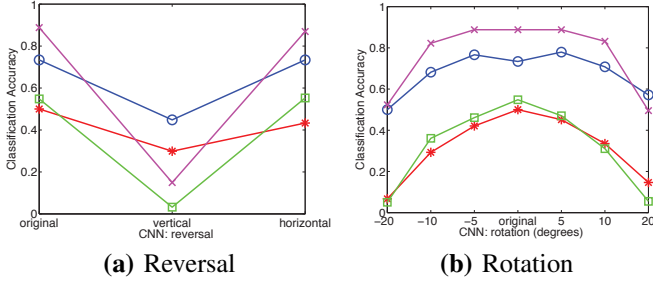 1
0.8
0.6
0.4
0.2
0
Classification Accuracy
original vertical horizontal
CNN: reversal
(a) Reversal
1
0.8
0.6
0.4
0.2
0
Classification Accuracy
−20 −10 −5 original 5 10 20
CNN: rotation (degrees)
(b) Rotation